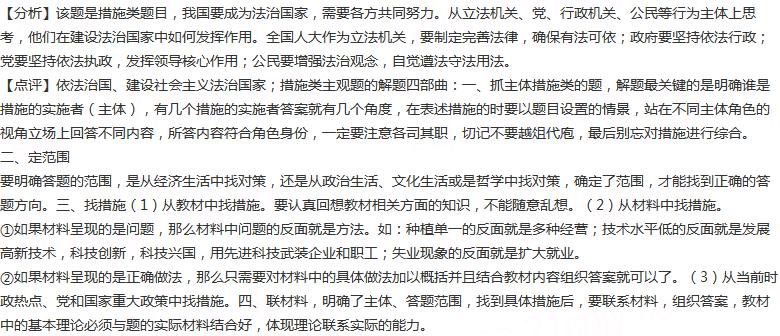 【分析】该题是措施类题目，我国要成为法治国家，需要各方共同努力。从立法机关、党、行政机关、公民等行为主体上思
考，他们在建设法治国家中如何发挥作用。全国人大作为立法机关，要制定完善法律，确保有法可依；政府要坚持依法行政；
党要坚持依法执政，发挥领导核心作用；公民要增强法治观念，自觉遵法守法用法。
【点评】依法治国、建设社会主义法治国家；措施类主观题的解题四部曲：一、抓主体措施类的题，解题最关键的是明确谁是
措施的实施者（主体），有几个措施的实施者答案就有几个角度，在表述措施的时要以题目设置的情景，站在不同主体角色的
视角立场上回答不同内容，所答内容符合角色身份，一定要注意各司其职，切记不要越俎代庖，最后别忘对措施进行综合。
二、定范围
要明确答题的范围，是从经济生活中找对策，还是从政治生活、文化生活或是哲学中找对策，确定了范围，才能找到正确的答
题方向。三、找措施（1）从教材中找措施。要认真回想教材相关方面的知识，不能随意乱想。（2）从材料中找措施。
①如果材料呈现的是问题，那么材料中问题的反面就是方法。如：种植单一的反面就是多种经营；技术水平低的反面就是发展
高新技术，科技创新，科技兴国，用先进科技武装企业和职工；失业现象的反面就是扩大就业。
②如果材料呈现的是正确做法，那么只需要对材料中的具体做法加以概括并且结合教材内容组织答案就可以了。（3）从当前时
政热点、党和国家重大政策中找措施。四、联材料，明确了主体、答题范围，找到具体措施后，要联系材料，组织答案，教材
中的基本理论必须与题的实际材料结合好，体现理论联系实际的能力。